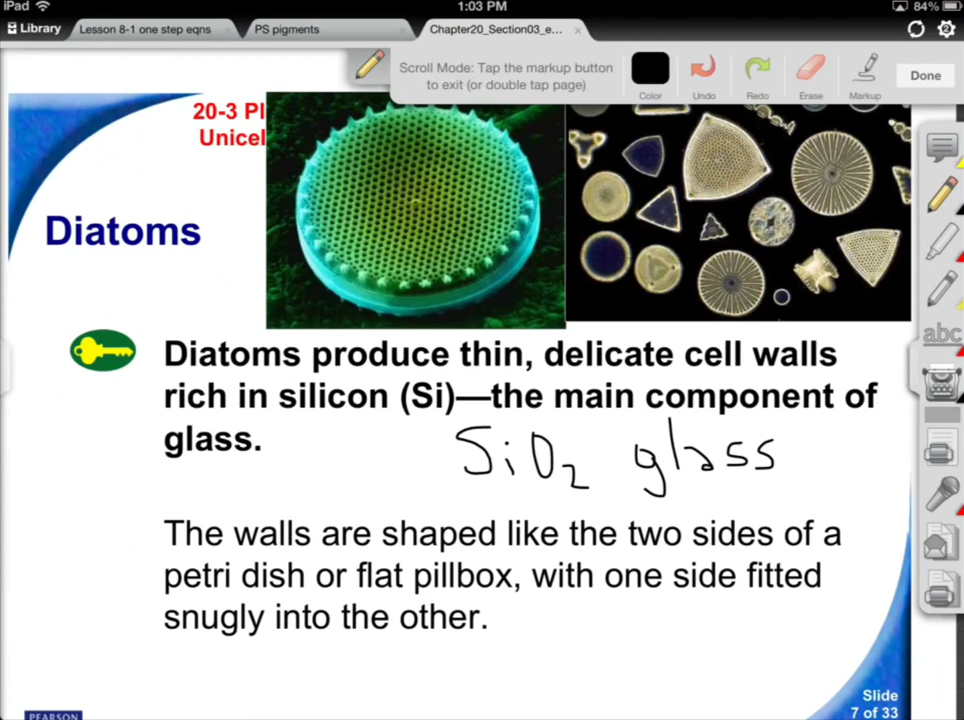 iPad
1:03 PM
84%
Library
Lesson 8-1 one step eqns
PS pigments
Chapter20_Section03_e...
2
Scroll Mode: Tap the markup button
to exit (or double tap page)
Color
Undo
Redo
Erase
Markup
Done
20-3 Pl
Unicel
Diatoms
abc
Diatoms produce thin, delicate cell walls
rich in silicon (Si)—the main component of
glass.
SiO2 glass
The walls are shaped like the two sides of a
petri dish or flat pillbox, with one side fitted
snugly into the other.
PEARSON
Slide
7 of 33